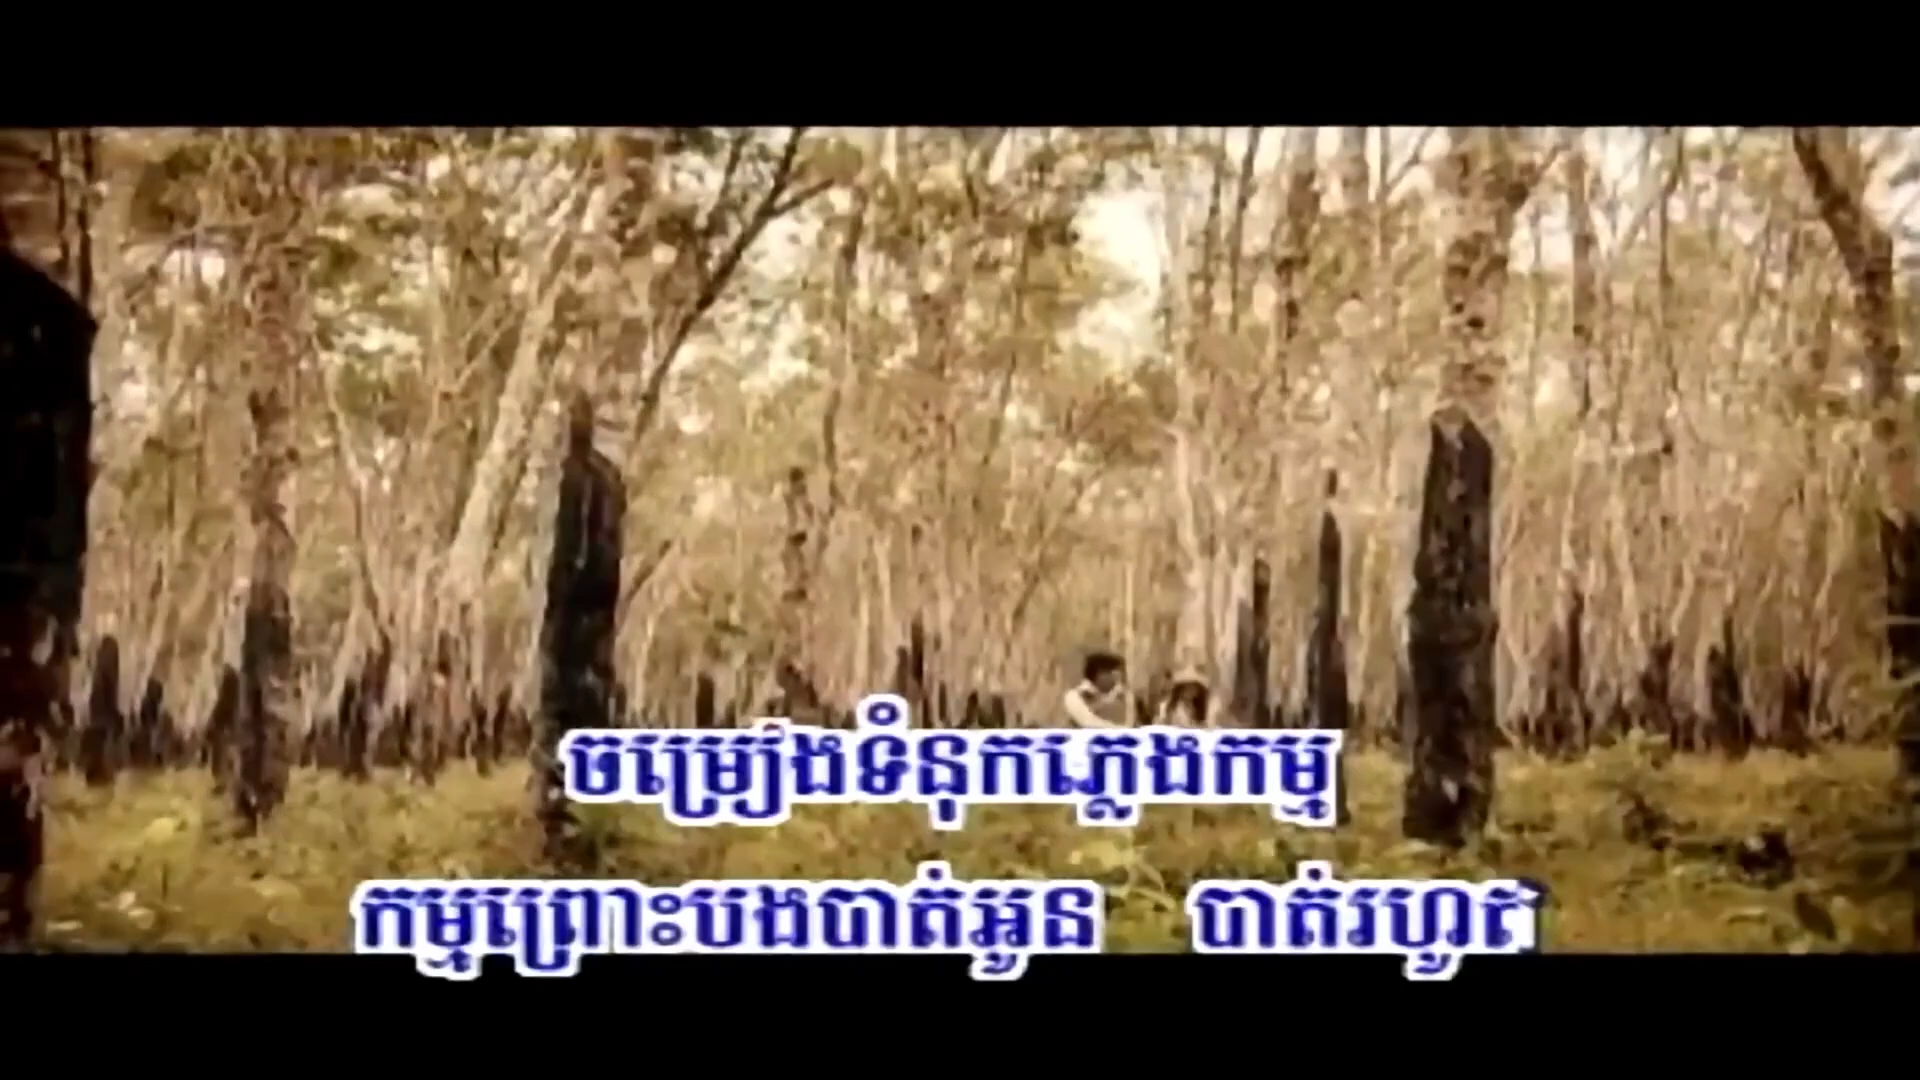 ចម្រៀងទំនុកភ្លេងកម្ម
កម្មព្រោះបងបាត់អូន បាត់រហូត